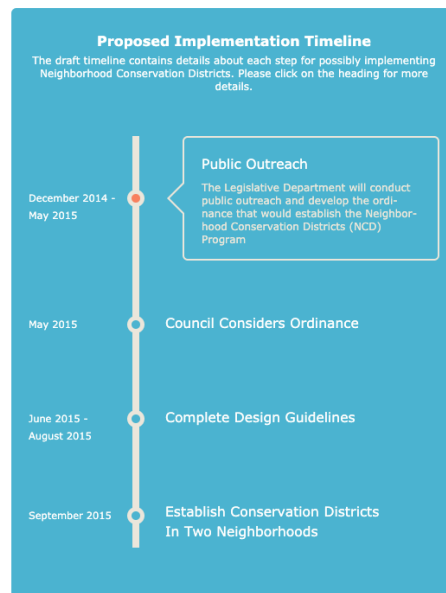 Proposed Implementation Timeline
The draft timeline contains details about each step for possibly implementing
Neighborhood Conservation Districts. Please click on the heading for more
details.
December 2014 -
May 2015
Public Outreach
The Legislative Department will conduct
public outreach and develop the ordi-
nance that would establish the Neighbor-
hood Conservation Districts (NCD)
Program
May 2015
Council Considers Ordinance
June 2015 -
August 2015
Complete Design Guidelines
September 2015
Establish Conservation Districts
In Two Neighborhoods